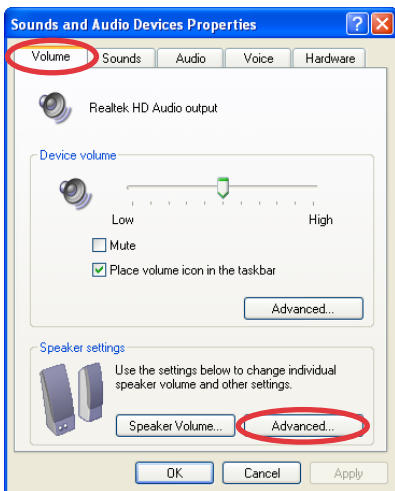 Sounds and Audio Devices Properties
Volume Sounds Audio Voice Hardware
Realtek HD Audio output
Device volume
Low High
Mute
Place volume icon in the taskbar
Advanced...
Speaker settings
Use the settings below to change individual
speaker volume and other settings.
Speaker Volume... Advanced...
OK Cancel Apply